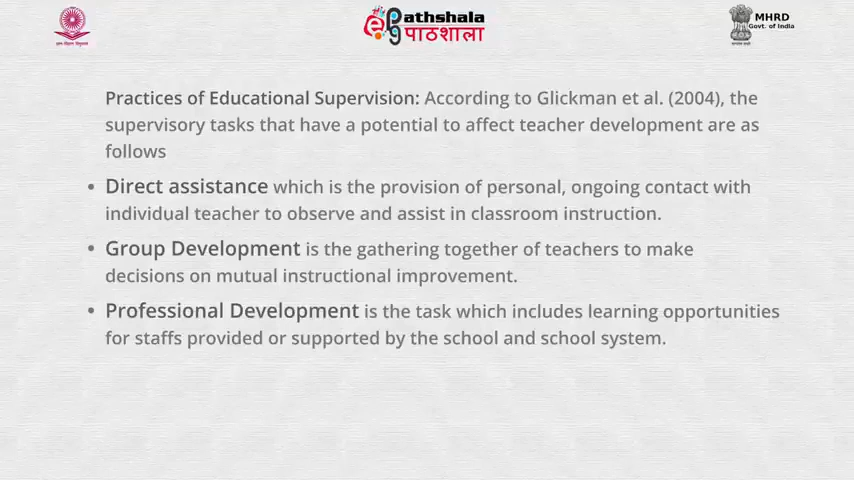 Pathshala
पाठशाला
MHRD
Govt. of India
Practices of Educational Supervision: According to Glickman et al. (2004), the
supervisory tasks that have a potential to affect teacher development are as
follows
• Direct assistance which is the provision of personal, ongoing contact with
individual teacher to observe and assist in classroom instruction.
• Group Development is the gathering together of teachers to make
decisions on mutual instructional improvement.
• Professional Development is the task which includes learning opportunities
for staffs provided or supported by the school and school system.